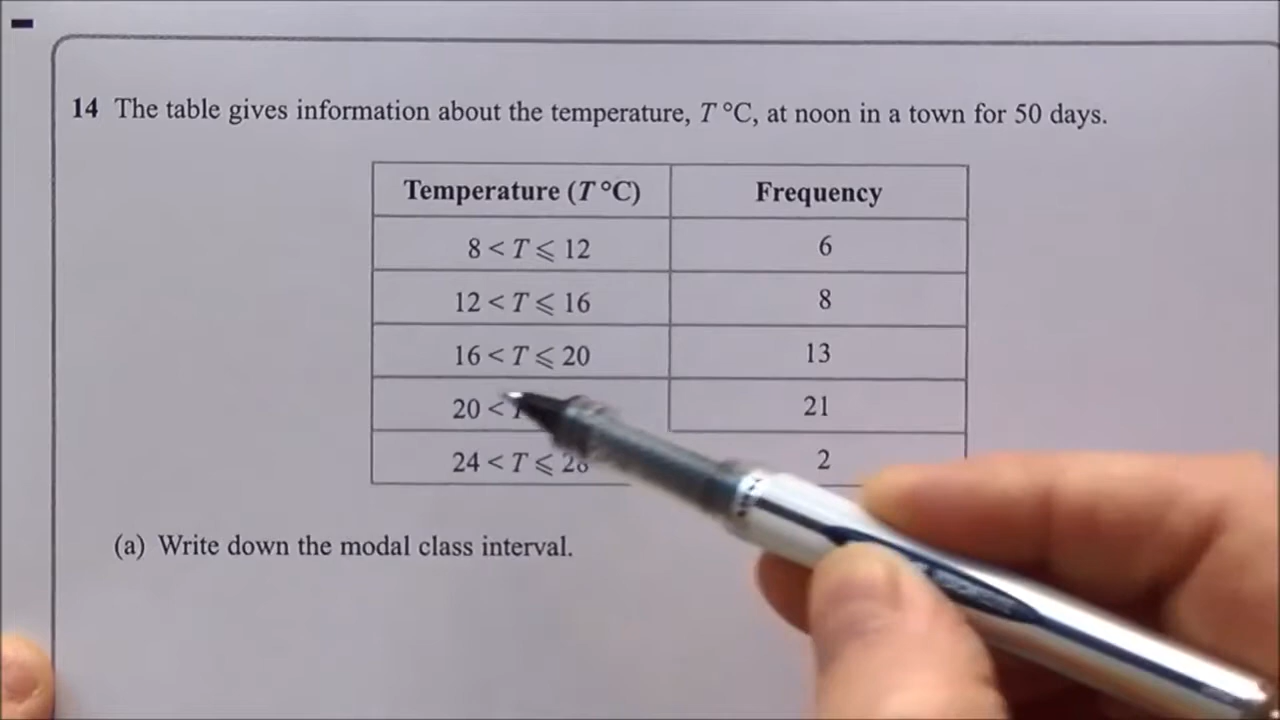 14 The table gives information about the temperature, T °C, at noon in a town for 50 days.
Temperature (T °C) Frequency
8 < T ⩽ 12 6
12 < T ⩽ 16 8
16 < T ⩽ 20 13
20 < T 21
24 < T ⩽ 28 2
(a) Write down the modal class interval.